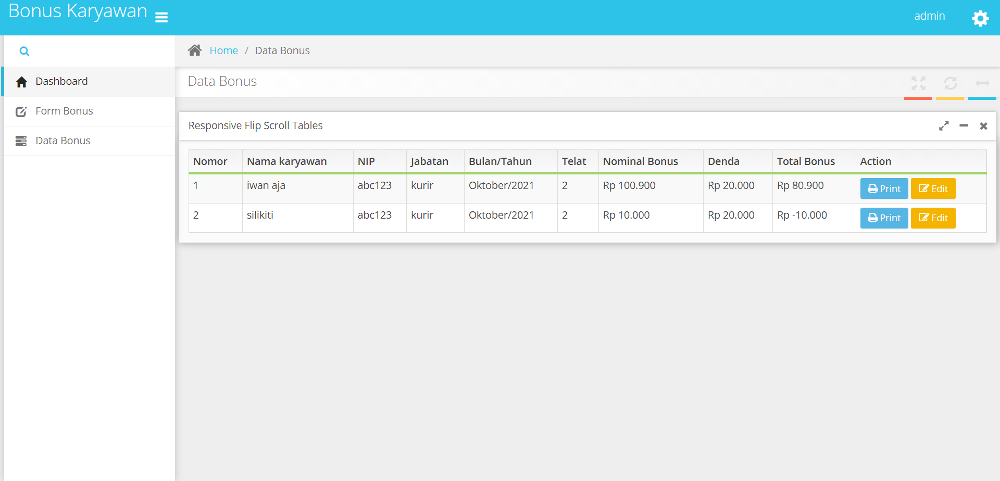 Bonus Karyawan
admin
Home / Data Bonus
Dashboard
Form Bonus
Data Bonus
Data Bonus
Responsive Flip Scroll Tables
Nomor Nama karyawan NIP Jabatan Bulan/Tahun Telat Nominal Bonus Denda Total Bonus Action
1 iwan aja abc123 kurir Oktober/2021 2 Rp 100.900 Rp 20.000 Rp 80.900 Print Edit
2 silikiti abc123 kurir Oktober/2021 2 Rp 10.000 Rp 20.000 Rp -10.000 Print Edit